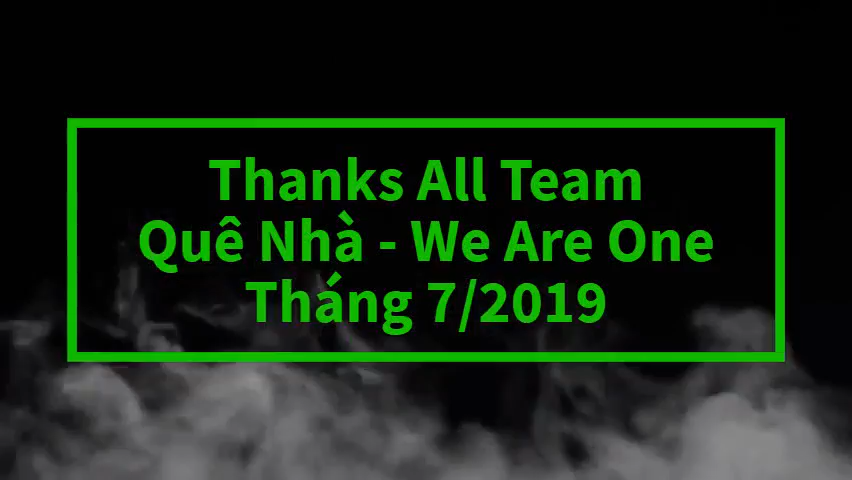 Thanks All Team
Quê Nhà - We Are One
Tháng 7/2019